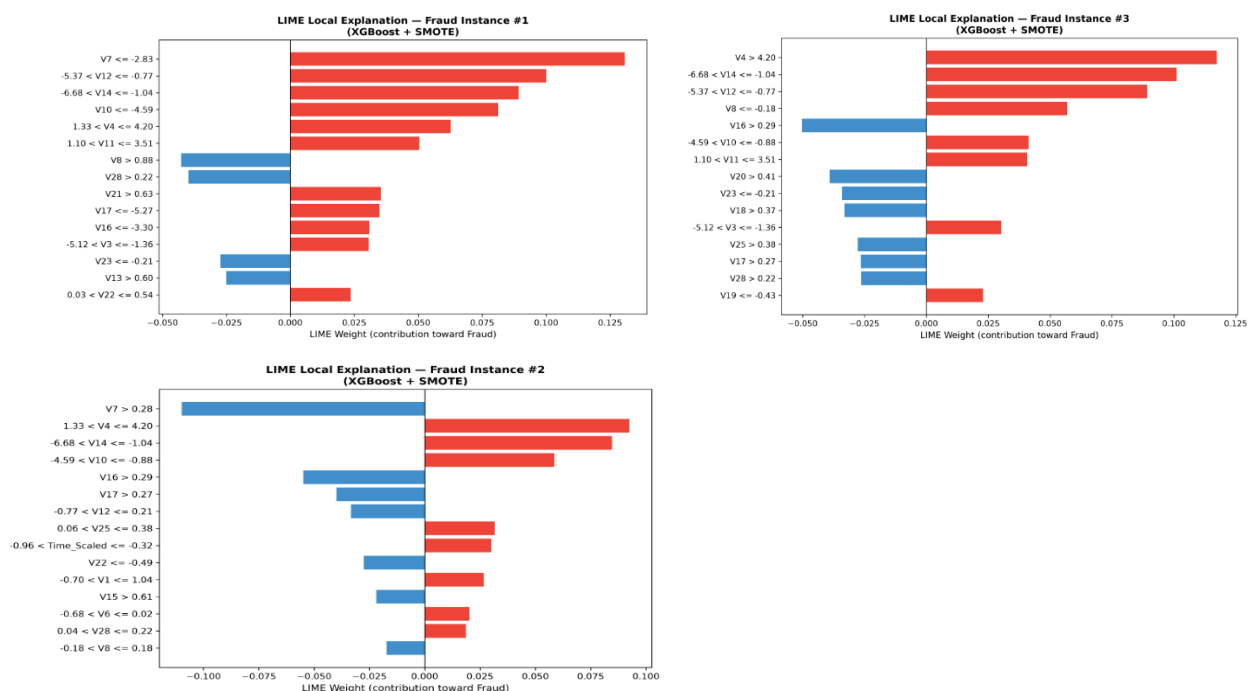 LIME Local Explanation — Fraud Instance #1
(XGBoost + SMOTE)
V7 <= -2.83
-5.37 < V12 <= -0.77
-6.68 < V14 <= -1.04
V10 <= -4.59
1.33 < V4 <= 4.20
1.10 < V11 <= 3.51
V8 > 0.88
V28 > 0.22
V21 > 0.63
V17 <= -5.27
V16 <= -3.30
-5.12 < V3 <= -1.36
V23 <= -0.21
V13 > 0.60
0.03 < V22 <= 0.54
−0.050 −0.025 0.000 0.025 0.050 0.075 0.100 0.125
LIME Weight (contribution toward Fraud)
LIME Local Explanation — Fraud Instance #3
(XGBoost + SMOTE)
V4 > 4.20
-6.68 < V14 <= -1.04
-5.37 < V12 <= -0.77
V8 <= -0.18
V16 > 0.29
-4.59 < V10 <= -0.88
1.10 < V11 <= 3.51
V20 > 0.41
V23 <= -0.21
V18 > 0.37
-5.12 < V3 <= -1.36
V25 > 0.38
V17 > 0.27
V28 > 0.22
V19 <= -0.43
−0.050 −0.025 0.000 0.025 0.050 0.075 0.100 0.125
LIME Weight (contribution toward Fraud)
LIME Local Explanation — Fraud Instance #2
(XGBoost + SMOTE)
V7 > 0.28
1.33 < V4 <= 4.20
-6.68 < V14 <= -1.04
-4.59 < V10 <= -0.88
V16 > 0.29
V17 > 0.27
-0.77 < V12 <= 0.21
0.06 < V25 <= 0.38
-0.96 < Time_Scaled <= -0.32
V22 <= -0.49
-0.70 < V1 <= 1.04
V15 > 0.61
-0.68 < V6 <= 0.02
0.04 < V28 <= 0.22
-0.18 < V8 <= 0.18
−0.100 −0.075 −0.050 −0.025 0.000 0.025 0.050 0.075 0.100
LIME Weight (contribution toward Fraud)